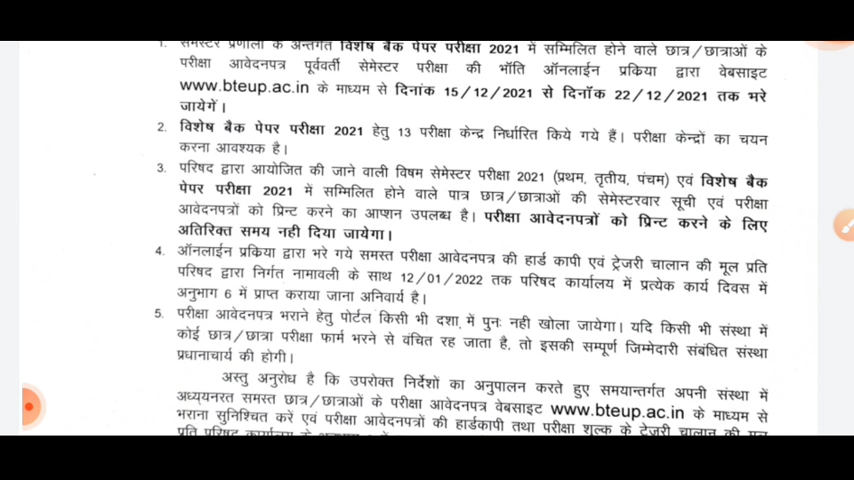 1. समेस्टर प्रणाली के अन्तर्गत विशेष बैक पेपर परीक्षा 2021 में सम्मिलित होने वाले छात्र/छात्राओं के
परीक्षा आवेदनपत्र पूर्ववर्ती सेमेस्टर परीक्षा की भॉति ऑनलाईन प्रकिया द्वारा वेबसाइट
www.bteup.ac.in के माध्यम से दिनांक 15/12/2021 से दिनॉक 22/12/2021 तक भरे
जायेगें।
2. विशेष बैक पेपर परीक्षा 2021 हेतु 13 परीक्षा केन्द्र निर्धारित किये गये हैं। परीक्षा केन्द्रों का चयन
करना आवश्यक है।
3. परिषद द्वारा आयोजित की जाने वाली विषम सेमेस्टर परीक्षा 2021 (प्रथम, तृतीय, पंचम) एवं विशेष बैक
पेपर परीक्षा 2021 में सम्मिलित होने वाले पात्र छात्र/छात्राओं की सेमेस्टरवार सूची एवं परीक्षा
आवेदनपत्रों को प्रिन्ट करने का आप्शन उपलब्ध है। परीक्षा आवेदनपत्रों को प्रिन्ट करने के लिए
अतिरिक्त समय नही दिया जायेगा।
4. ऑनलाईन प्रक्रिया द्वारा भरे गये समस्त परीक्षा आवेदनपत्र की हार्ड कापी एवं ट्रेजरी चालान की मूल प्रति
परिषद द्वारा निर्गत नामावली के साथ 12/01/2022 तक परिषद कार्यालय में प्रत्येक कार्य दिवस में
अनुभाग 6 में प्राप्त कराया जाना अनिवार्य है।
5. परीक्षा आवेदनपत्र भराने हेतु पोर्टल किसी भी दशा में पुनः नही खोला जायेगा। यदि किसी भी संस्था में
कोई छात्र/छात्रा परीक्षा फार्म भरने से वंचित रह जाता है, तो इसकी सम्पूर्ण जिम्मेदारी संबंधित संस्था
प्रधानाचार्य की होगी।
अस्तु अनुरोध है कि उपरोक्त निर्देशों का अनुपालन करते हुए समयान्तर्गत अपनी संस्था में
अध्ययनरत समस्त छात्र/छात्राओं के परीक्षा आवेदनपत्र वेबसाइट www.bteup.ac.in के माध्यम से
भराना सुनिश्चित करें एवं परीक्षा आवेदनपत्रों की हार्डकापी तथा परीक्षा शुल्क के ट्रेजरी चालान की मूल
प्रति परिषद कार्यालय के